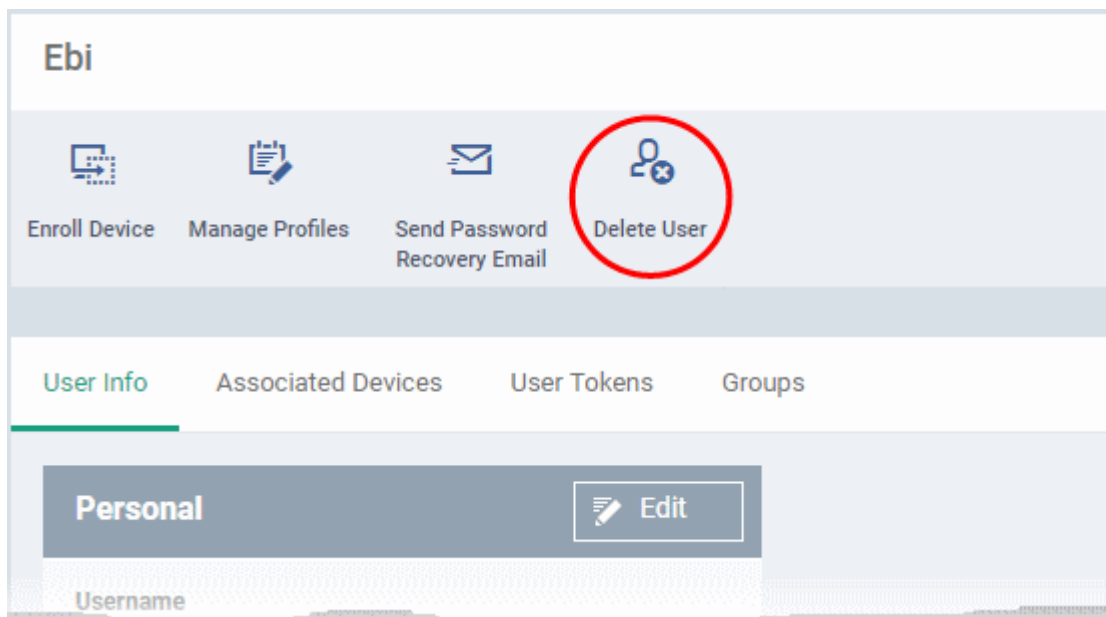 Ebi
Enroll Device
Manage Profiles
Send Password
Recovery Email
Delete User
User Info
Associated Devices
User Tokens
Groups
Personal
Edit
Username